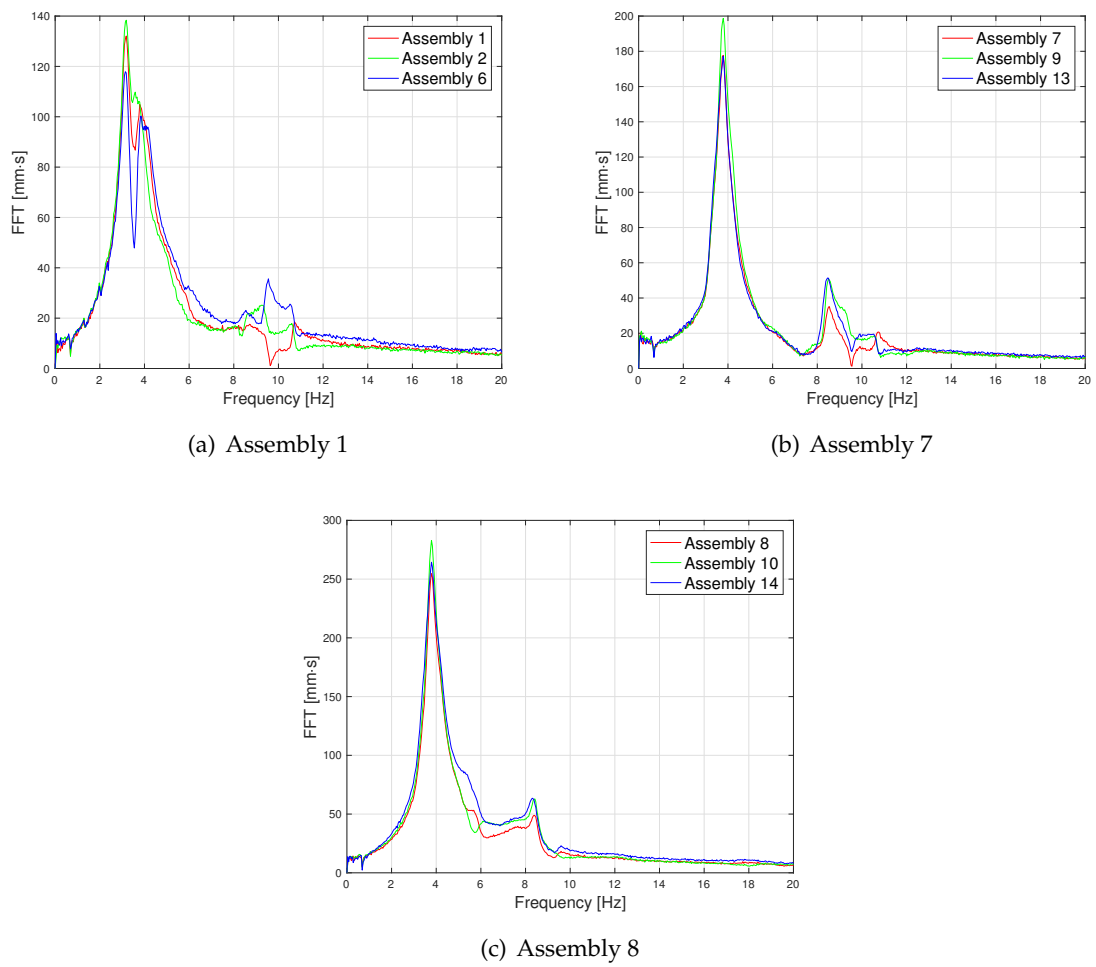 140
120
100
80
60
40
20
0
FFT [mm·s]
Assembly 1
Assembly 2
Assembly 6
0 2 4 6 8 10 12 14 16 18 20
Frequency [Hz]
(a) Assembly 1
200
180
160
140
120
100
80
60
40
20
0
FFT [mm·s]
Assembly 7
Assembly 9
Assembly 13
0 2 4 6 8 10 12 14 16 18 20
Frequency [Hz]
(b) Assembly 7
300
250
200
150
100
50
0
FFT [mm·s]
Assembly 8
Assembly 10
Assembly 14
0 2 4 6 8 10 12 14 16 18 20
Frequency [Hz]
(c) Assembly 8